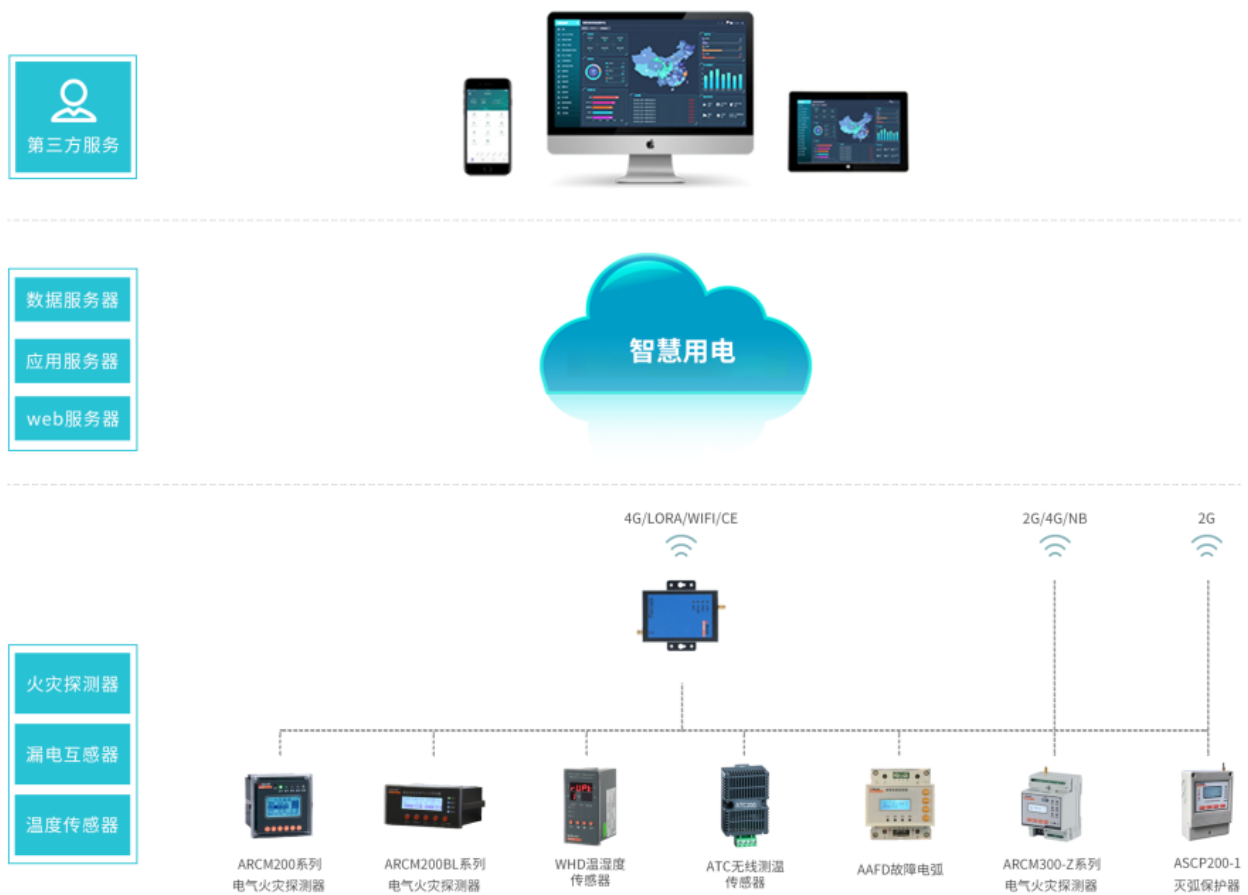 第三方服务
数据服务器
应用服务器
web服务器
智慧用电
4G/LORA/WIFI/CE
2G/4G/NB
2G
火灾探测器
漏电互感器
温度传感器
ATC200
ARCM200系列
电气火灾探测器
ARCM200BL系列
电气火灾探测器
WHD温湿度
传感器
ATC无线测温
传感器
AAFD故障电弧
ARCM300-Z系列
电气火灾探测器
ASCP200-1
灭弧保护器